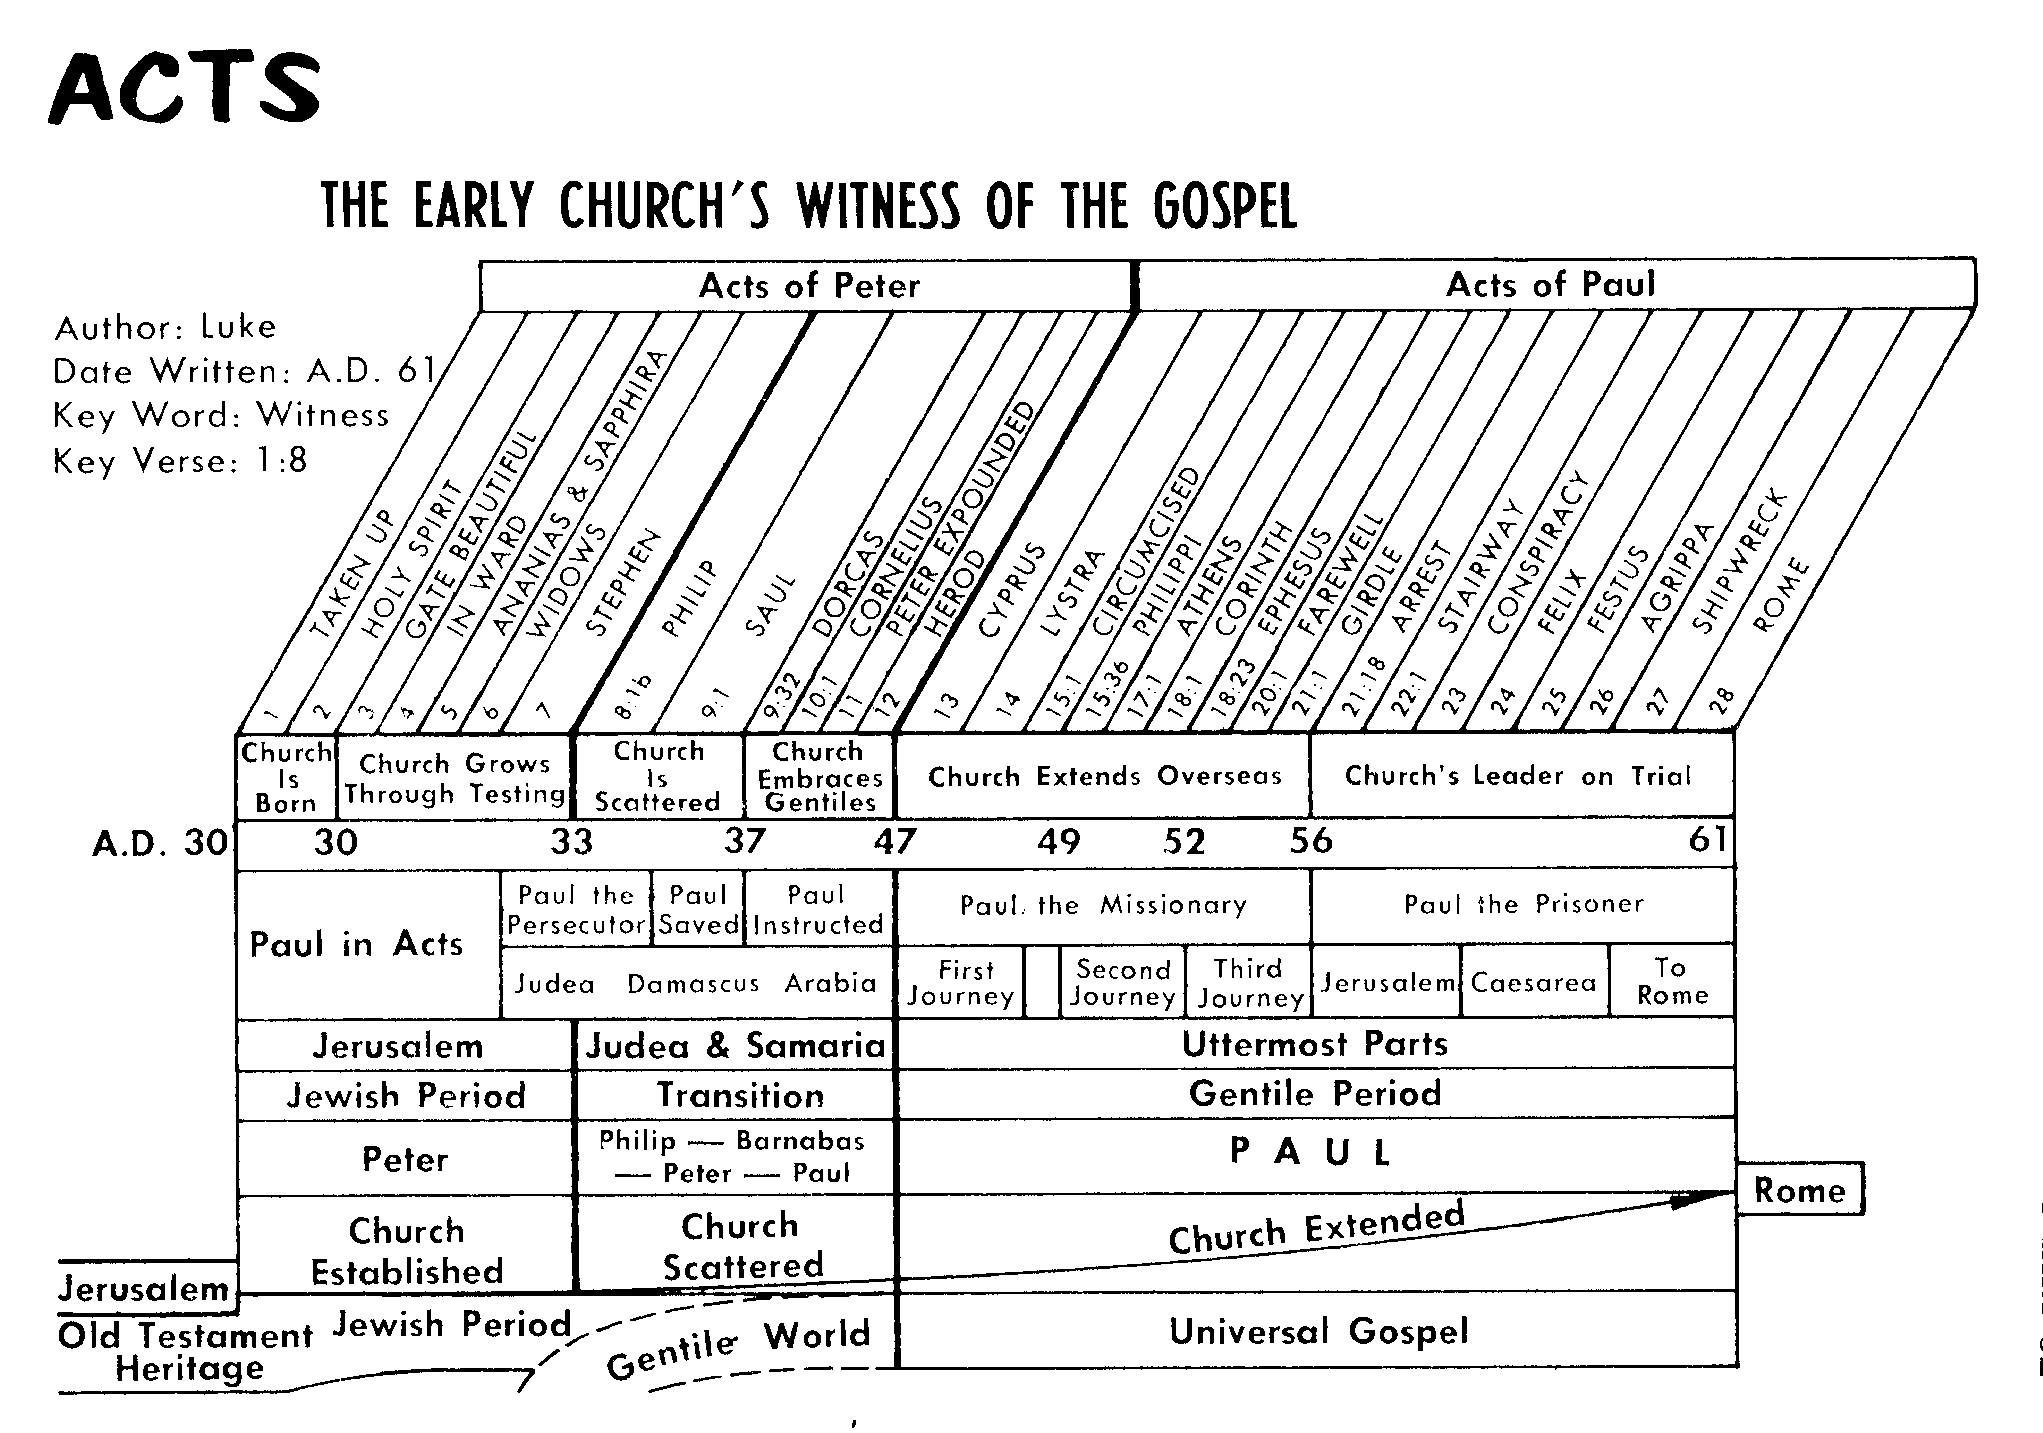 ACTS
THE EARLY CHURCH'S WITNESS OF THE GOSPEL
Acts of Peter
Acts of Paul
Author: Luke
Date Written: A.D. 61
Key Word: Witness
Key Verse: 1:8
TAKEN UP
HOLY SPIRIT
GATE BEAUTIFUL
IN WARD
ANANIAS & SAPPHIRA
WIDOWS
STEPHEN
PHILIP
SAUL
DORCAS
CORNELIUS
PETER EXPOUNDED
HEROD
CYPRUS
LYSTRA
CIRCUMCISED
PHILIPPI
ATHENS
CORINTH
EPHESUS
FAREWELL
GIRDLE
ARREST
STAIRWAY
CONSPIRACY
FELIX
FESTUS
AGRIPPA
SHIPWRECK
ROME
1
2
3
4
5
6
7
8:1b
9:1
9:32
10:1
11
12
13
14
15:1
15:36
17:1
18:1
18:23
20:1
21:1
21:18
22:1
23
24
25
26
27
28
Church
Is
Born
Church Grows
Through Testing
Church
Is
Scattered
Church
Embraces
Gentiles
Church Extends Overseas
Church's Leader on Trial
A.D. 30 30 33 37 47 49 52 56 61
Paul in Acts
Paul the
Persecutor
Paul
Saved
Paul
Instructed
Paul. the Missionary
Paul the Prisoner
Judea Damascus Arabia
First
Journey
Second
Journey
Third
Journey
Jerusalem
Caesarea
To
Rome
Jerusalem
Judea & Samaria
Uttermost Parts
Jewish Period
Transition
Gentile Period
Peter
Philip — Barnabas
— Peter — Paul
PAUL
Rome
Church
Established
Church
Scattered
Church Extended
Jerusalem
Old Testament
Heritage
Jewish Period
Gentile World
Universal Gospel